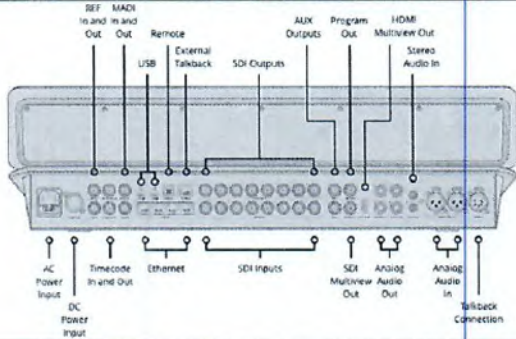 REF
In and
Out
MADI
In and
Out
Remote
USB
External
Talkback
SDI Outputs
AUX
Outputs
Program
Out
HDMI
Multiview Out
Stereo
Audio In
AC
Power
Input
DC
Power
Input
Timecode
In and Out
Ethernet
SDI Inputs
SDI
Multiview
Out
Analog
Audio
Out
Analog
Audio
In
Talkback
Connection